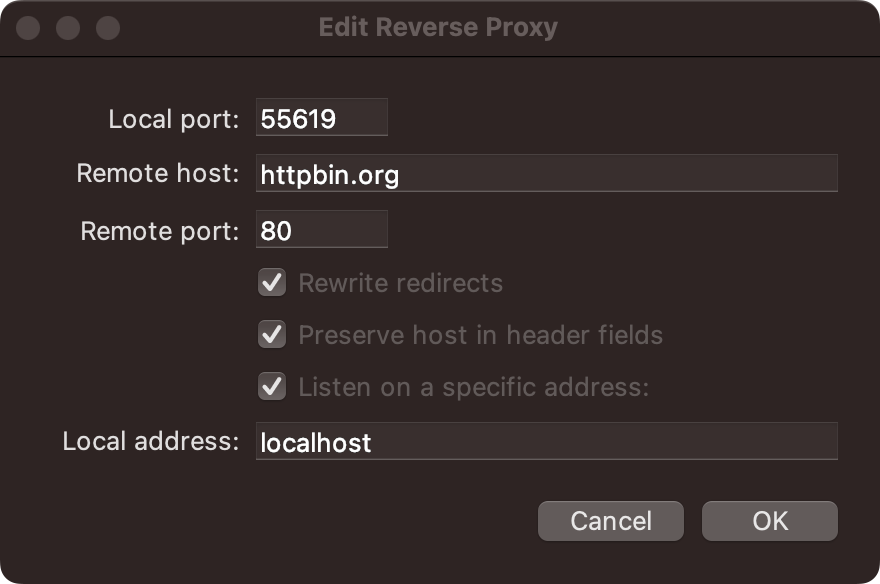 Edit Reverse Proxy
Local port: 55619
Remote host: httpbin.org
Remote port: 80
Rewrite redirects
Preserve host in header fields
Listen on a specific address:
Local address: localhost
Cancel OK